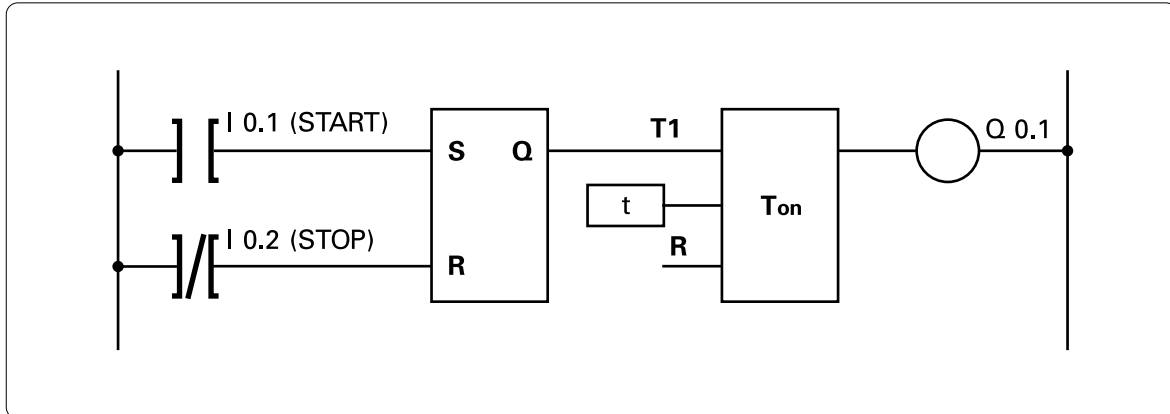 I 0.1 (START)
Q 0.1
T1
S Q
t
Ton
I 0.2 (STOP)
R
R